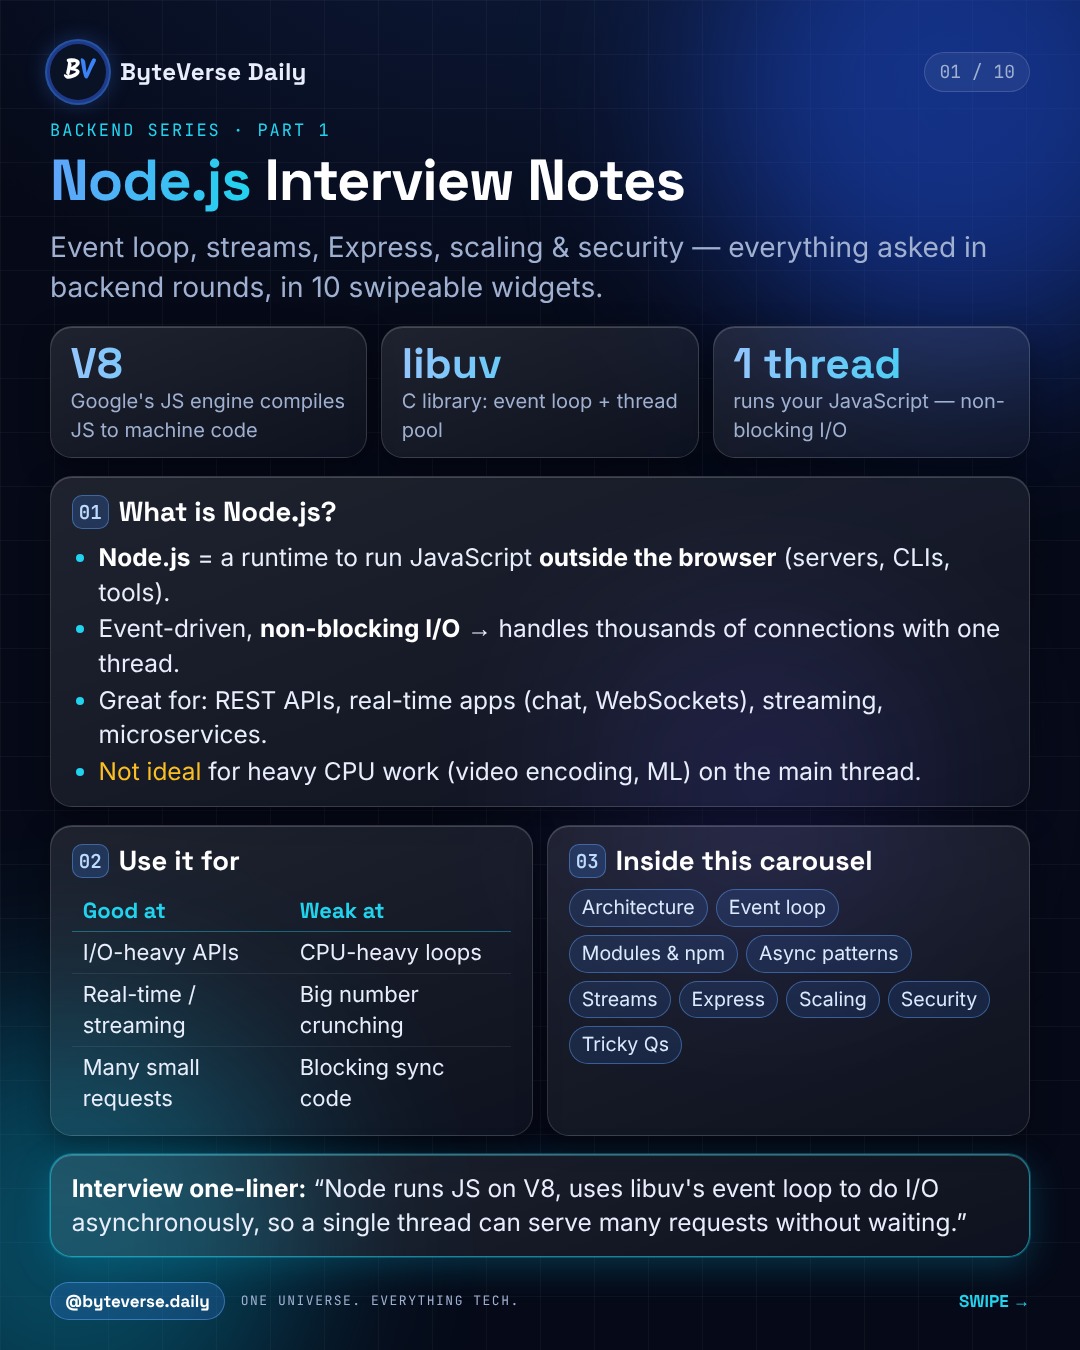 BV ByteVerse Daily
01 / 10
BACKEND SERIES · PART 1
Node.js Interview Notes
Event loop, streams, Express, scaling & security — everything asked in
backend rounds, in 10 swipeable widgets.
V8
Google's JS engine compiles
JS to machine code
libuv
C library: event loop + thread
pool
1 thread
runs your JavaScript — non-
blocking I/O
01 What is Node.js?
• Node.js = a runtime to run JavaScript outside the browser (servers, CLIs,
tools).
• Event-driven, non-blocking I/O → handles thousands of connections with one
thread.
• Great for: REST APIs, real-time apps (chat, WebSockets), streaming,
microservices.
• Not ideal for heavy CPU work (video encoding, ML) on the main thread.
02 Use it for
Good at Weak at
I/O-heavy APIs CPU-heavy loops
Real-time / Big number
streaming crunching
Many small Blocking sync
requests code
03 Inside this carousel
Architecture Event loop
Modules & npm Async patterns
Streams Express Scaling Security
Tricky Qs
Interview one-liner: “Node runs JS on V8, uses libuv's event loop to do I/O
asynchronously, so a single thread can serve many requests without waiting.”
@byteverse.daily ONE UNIVERSE. EVERYTHING TECH.
SWIPE →